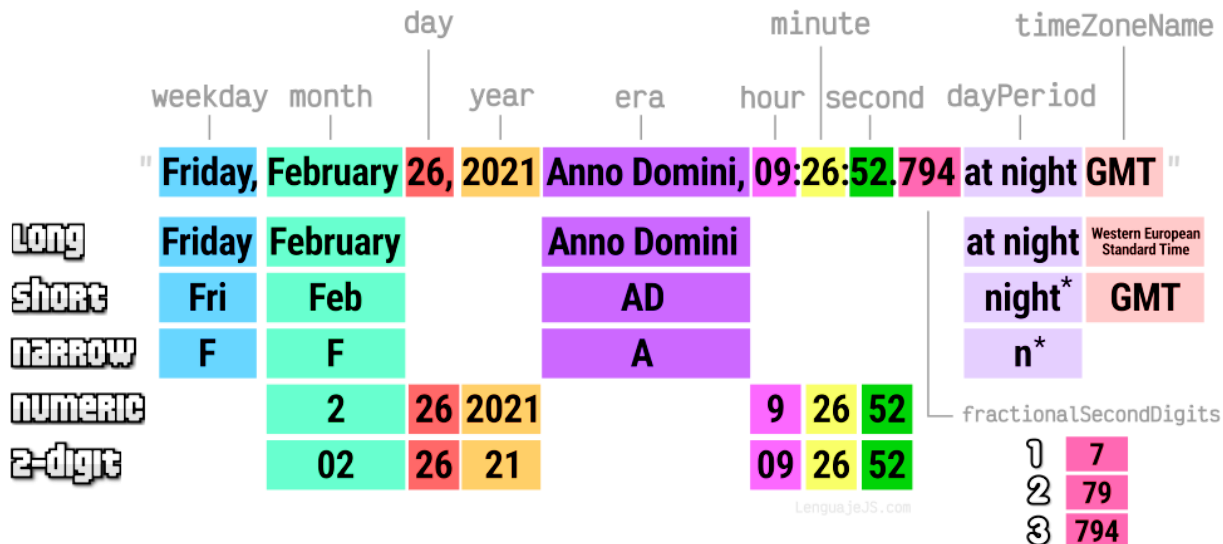 day minute timeZoneName
weekday month year era hour second dayPeriod
" Friday, February 26, 2021 Anno Domini, 09:26:52.794 at night GMT "
long Friday February Anno Domini at night Western European Standard Time
short Fri Feb AD night* GMT
narrow F F A n*
numeric 2 26 2021 9 26 52
fractionalSecondDigits
2-digit 02 26 21 09 26 52
1 7
2 79
LenguajeJS.com
3 794